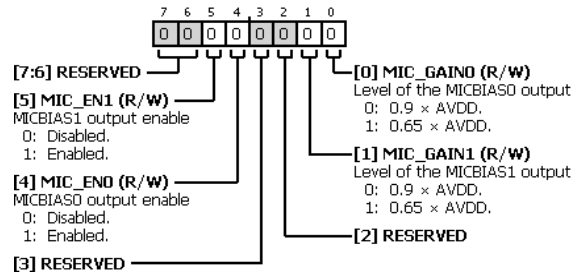 7 6 5 4 3 2 1 0
0 0 0 0 0 0 0 0
[7:6] RESERVED
[5] MIC_EN1 (R/W)
MICBIAS1 output enable
0: Disabled.
1: Enabled.
[4] MIC_EN0 (R/W)
MICBIAS0 output enable
0: Disabled.
1: Enabled.
[3] RESERVED
[0] MIC_GAIN0 (R/W)
Level of the MICBIAS0 output
0: 0.9 × AVDD.
1: 0.65 × AVDD.
[1] MIC_GAIN1 (R/W)
Level of the MICBIAS1 output
0: 0.9 × AVDD.
1: 0.65 × AVDD.
[2] RESERVED